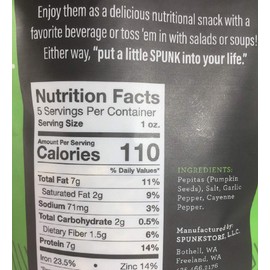 Enjoy them as a delicious nutritional snack with a
favorite beverage or toss 'em in with salads or soups!
Either way, "put a little SPUNK into your life."
Nutrition Facts
5 Servings Per Container
Serving Size 1 oz.
Amount Per Serving
Calories 110
% Daily Values*
Total Fat 7g 11%
Saturated Fat 2g 9%
Sodium 71mg 3%
Total Carbohydrate 2g 0.5%
Dietary Fiber 1.5g 6%
Protein 7g 14%
Iron 23.5% • Zinc 14%
INGREDIENTS:
Pepitas (Pumpkin
Seeds), Salt, Garlic
Pepper, Cayenne
Pepper.
Manufactured by:
SPUNKSTORE, LLC.
Bothell, WA
Freeland, WA